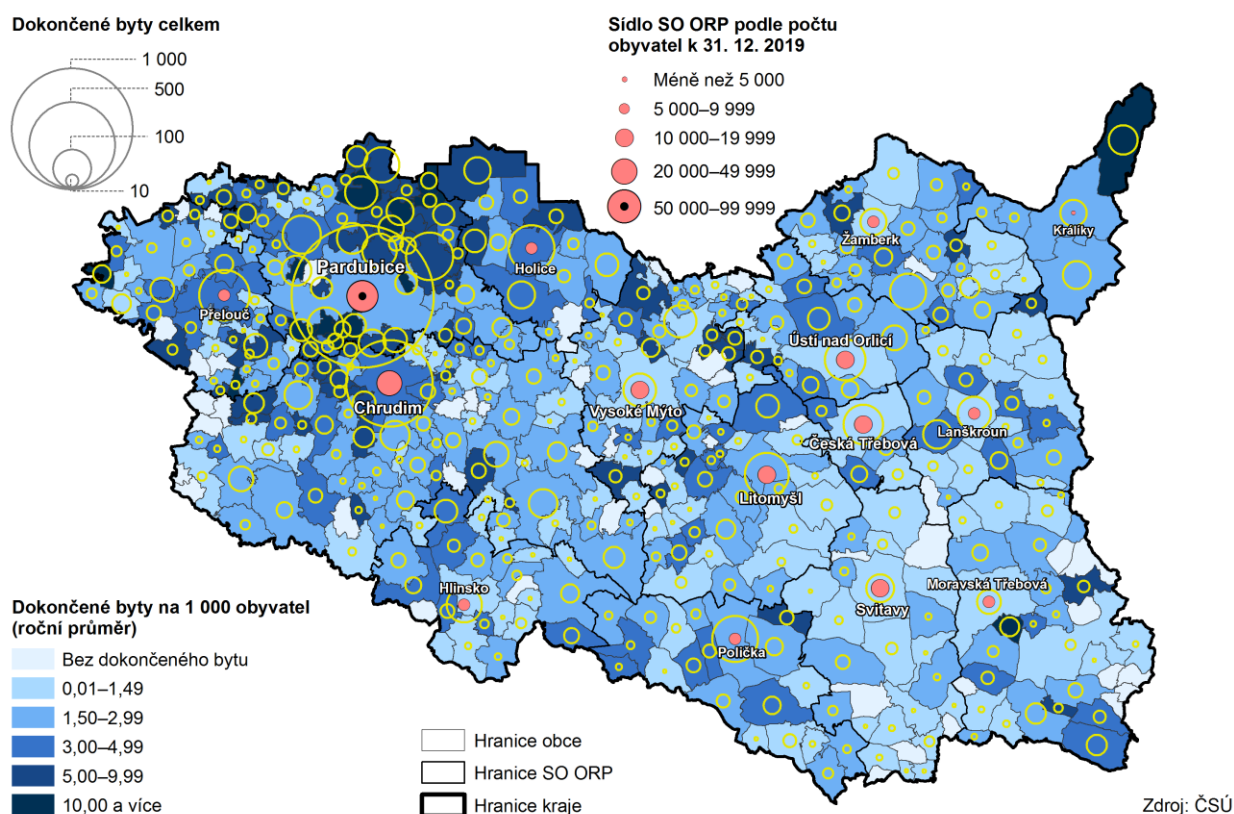 Dokončené byty celkem
1 000
500
100
10
Sídlo SO ORP podle počtu
obyvatel k 31. 12. 2019
Méně než 5 000
5 000–9 999
10 000–19 999
20 000–49 999
50 000–99 999
Žamberk
Králíky
Pardubice
Holice
Přelouč
Ústí nad Orlicí
Chrudim
Vysoké Mýto
Česká Třebová
Lanškroun
Litomyšl
Hlinsko
Svitavy
Moravská Třebová
Polička
Dokončené byty na 1 000 obyvatel
(roční průměr)
Bez dokončeného bytu
0,01–1,49
1,50–2,99
3,00–4,99
5,00–9,99
10,00 a více
Hranice obce
Hranice SO ORP
Hranice kraje
Zdroj: ČSÚ